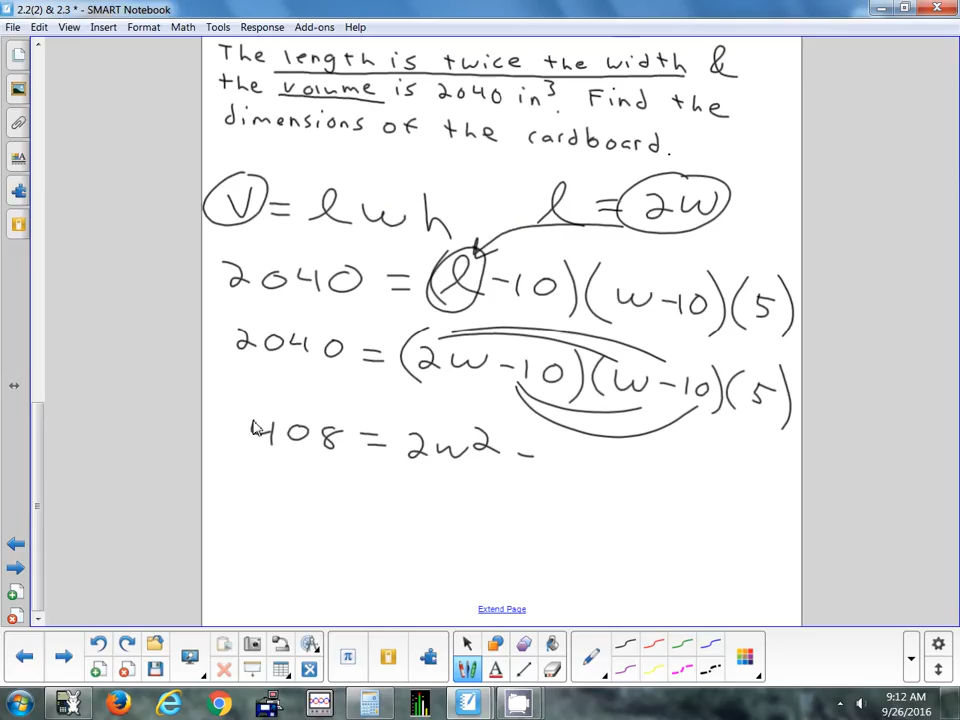 2.2(2) & 2.3 * - SMART Notebook
File Edit View Insert Format Math Tools Response Add-ons Help
The length is twice the width &
the volume is 2040 in³. Find the
dimensions of the cardboard.
V = l w h l = 2w
2040 = (l - 10)(w - 10)(5)
2040 = (2w - 10)(w - 10)(5)
408 = 2w2 -
Extend Page
9:12 AM
9/26/2016